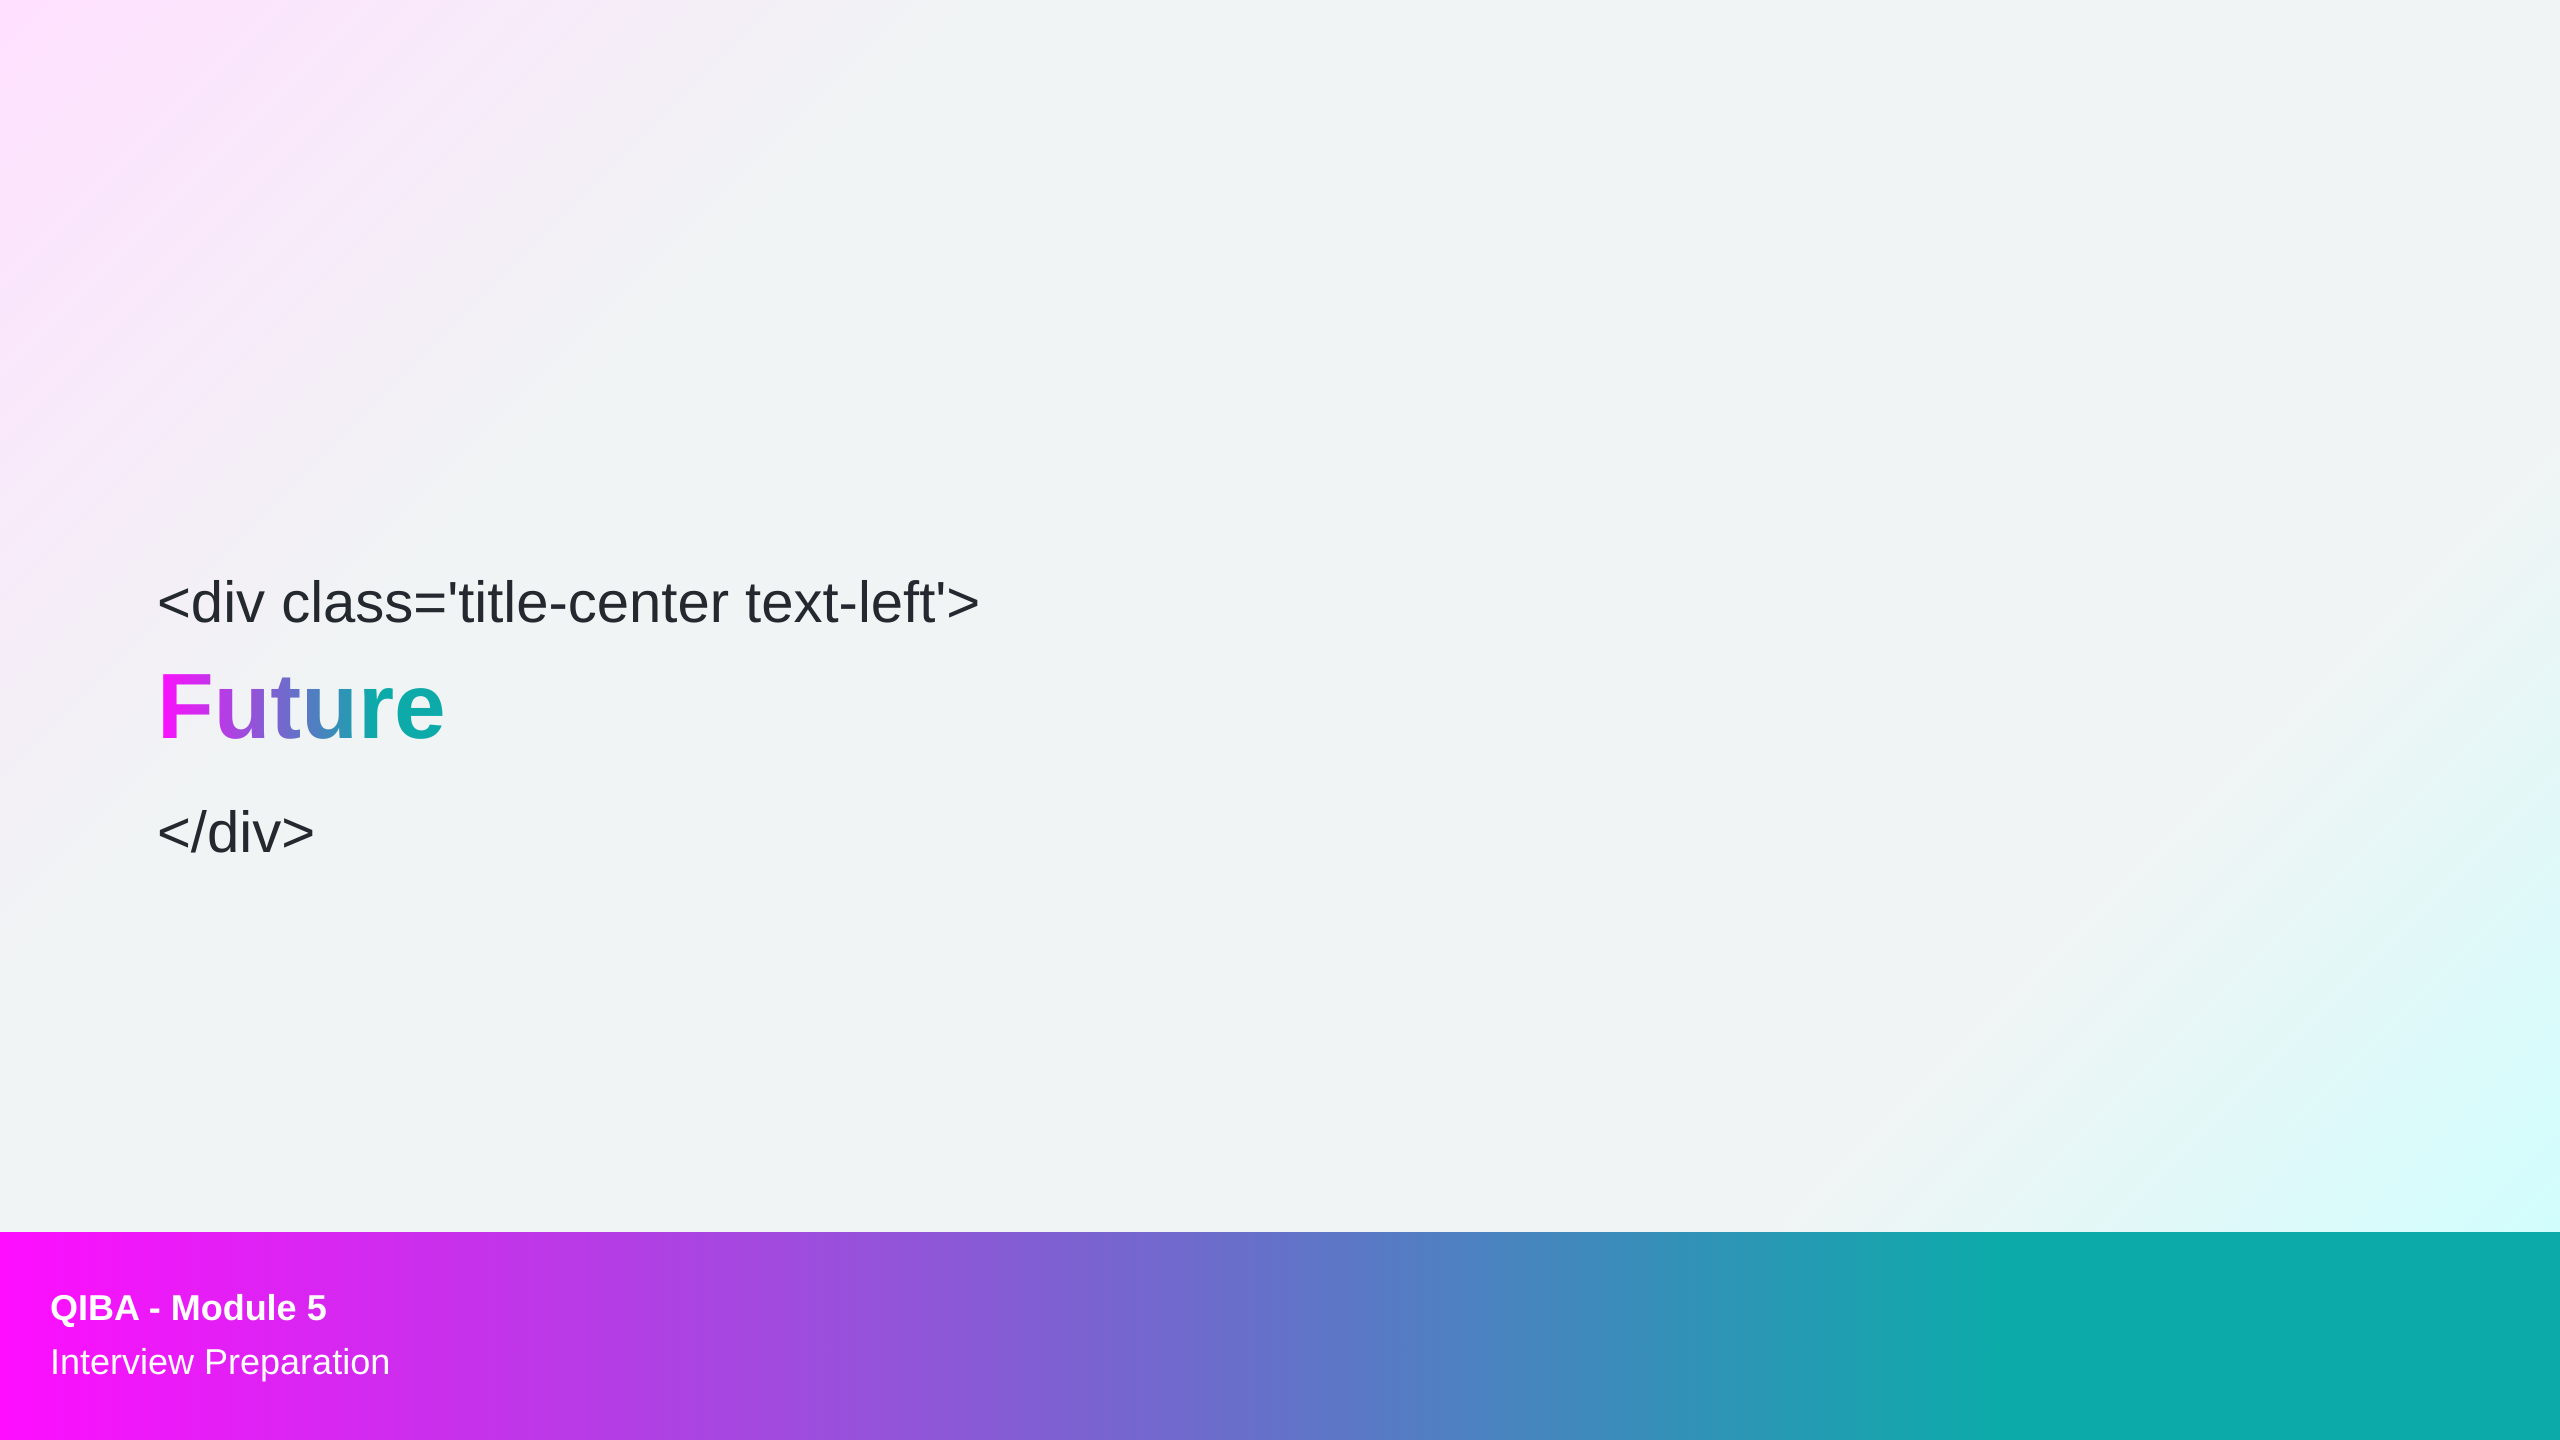 <div class='title-center text-left'>
Future
</div>
QIBA - Module 5
Interview Preparation